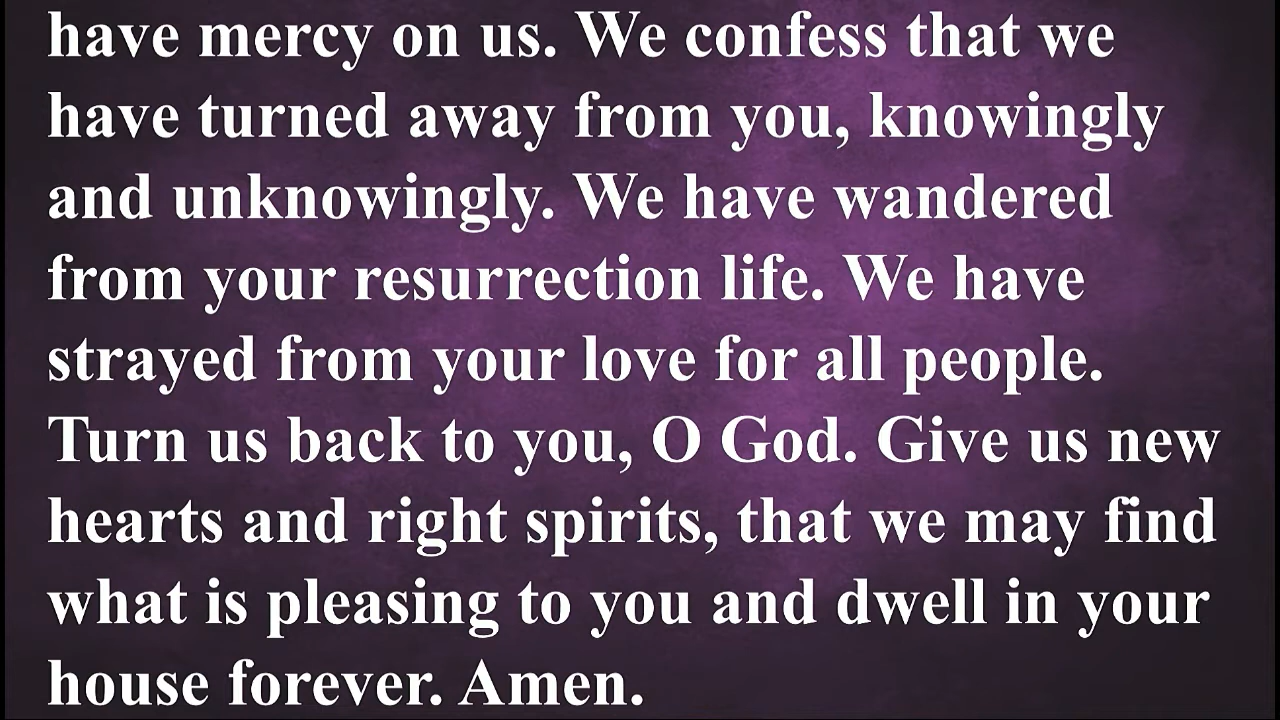 have mercy on us. We confess that we
have turned away from you, knowingly
and unknowingly. We have wandered
from your resurrection life. We have
strayed from your love for all people.
Turn us back to you, O God. Give us new
hearts and right spirits, that we may find
what is pleasing to you and dwell in your
house forever. Amen.